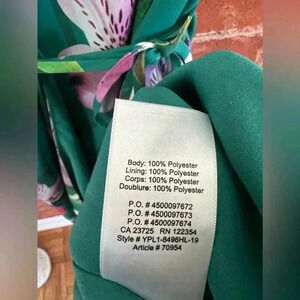 Body: 100% Polyester
Lining: 100% Polyester
Corps: 100% Polyester
Doublure: 100% Polyester
P.O. # 4500097672
P.O. # 4500097673
P.O. # 4500097674
CA 23725 RN 122354
Style # YPL1-8496HL-19
Article # 70954